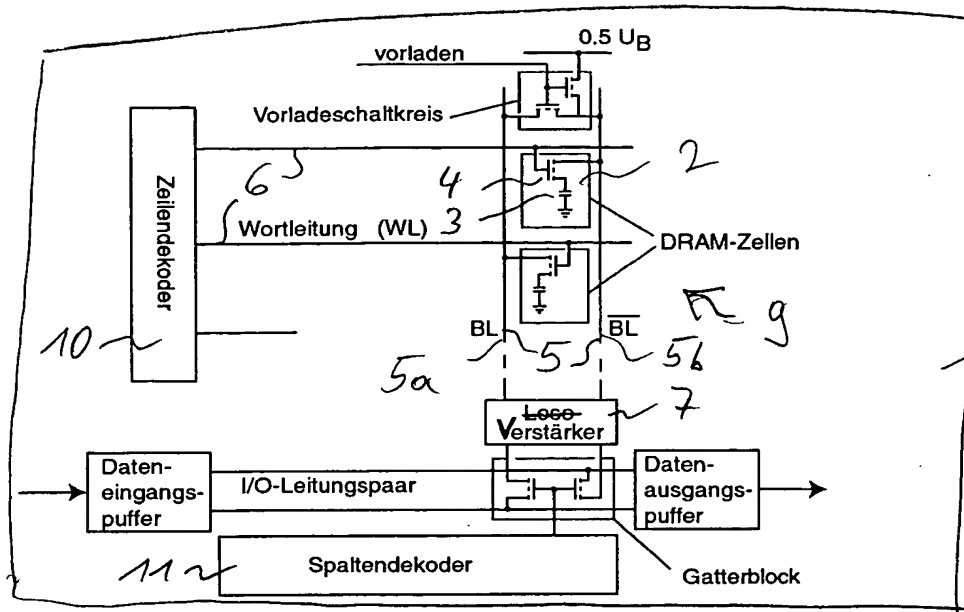 0.5 U_B
vorladen
Vorladeschaltkreis
Zeilendekoder
6
4
2
3
Wortleitung (WL)
DRAM-Zellen
9
10
BL
5
B̅L̅
5a
5b
Lese-
Verstärker
7
Daten-
eingangs-
puffer
I/O-Leitungspaar
Daten-
ausgangs-
puffer
11
Spaltendekoder
Gatterblock